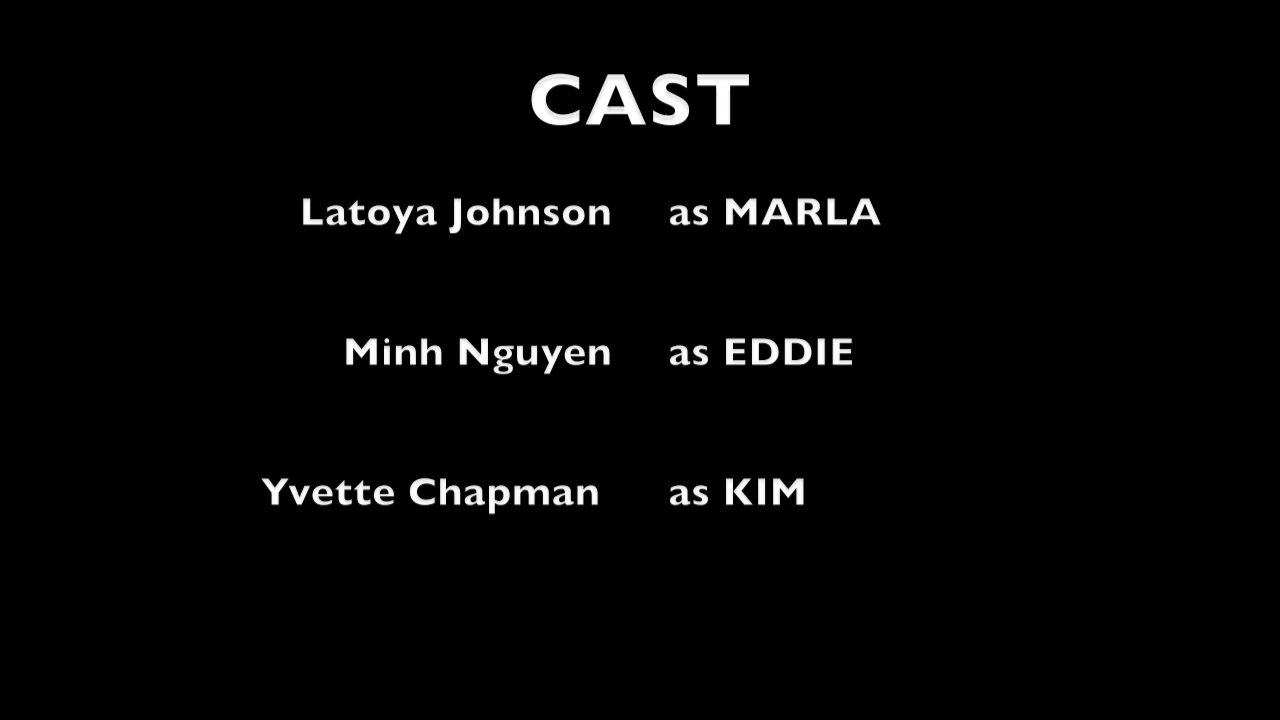 CAST
Latoya Johnson as MARLA
Minh Nguyen as EDDIE
Yvette Chapman as KIM